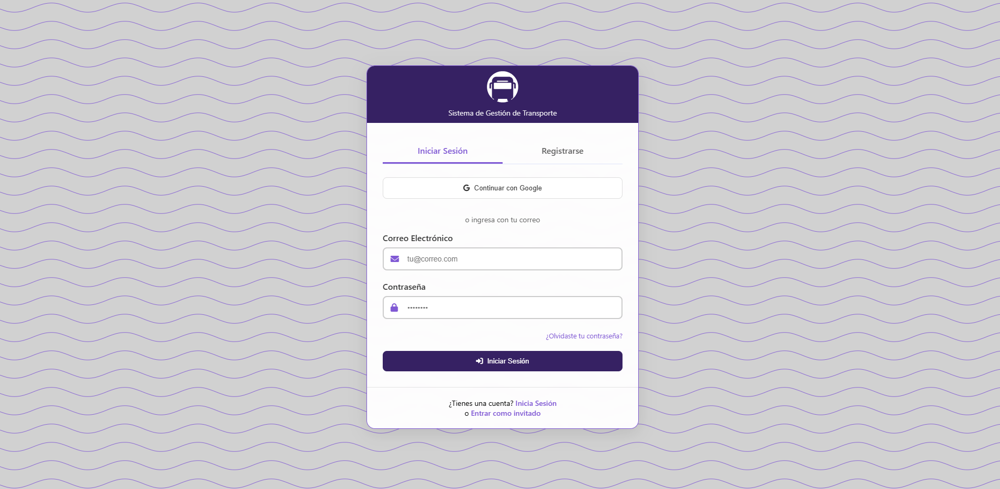 Sistema de Gestión de Transporte
Iniciar Sesión
Registrarse
Continuar con Google
o ingresa con tu correo
Correo Electrónico
tu@correo.com
Contraseña
••••••••
¿Olvidaste tu contraseña?
Iniciar Sesión
¿Tienes una cuenta? Inicia Sesión
o Entrar como invitado